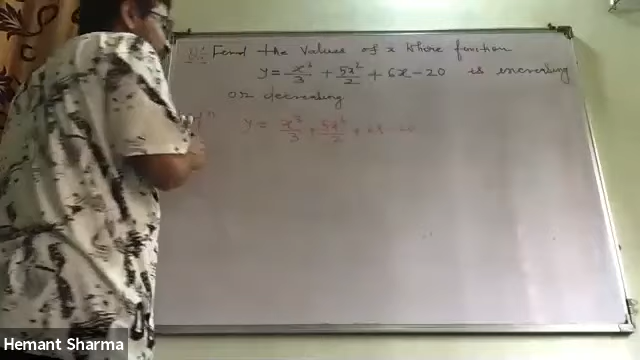 Find the values of x where function
y = x³/3 + 5x²/2 + 6x - 20 is increasing
or decreasing
y = x³/3 + 5x²/2 + 6x - 20
Hemant Sharma